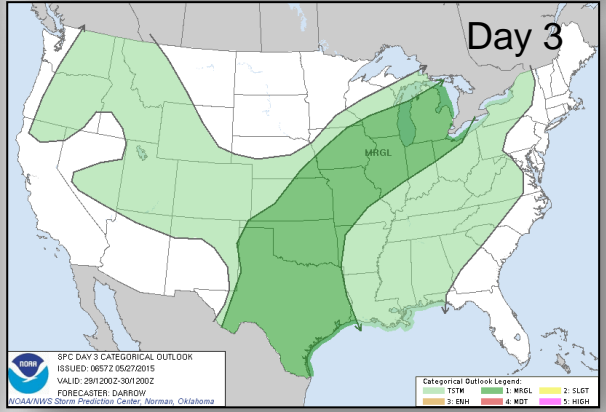 Day 3
MRGL
NOAA
SPC DAY 3 CATEGORICAL OUTLOOK
ISSUED: 0657Z 05/27/2015
VALID: 29/1200Z-30/1200Z
FORECASTER: DARROW
NOAA/NWS Storm Prediction Center, Norman, Oklahoma
Categorical Outlook Legend:
TSTM 1: MRGL 2: SLGT
3: ENH 4: MDT 5: HIGH